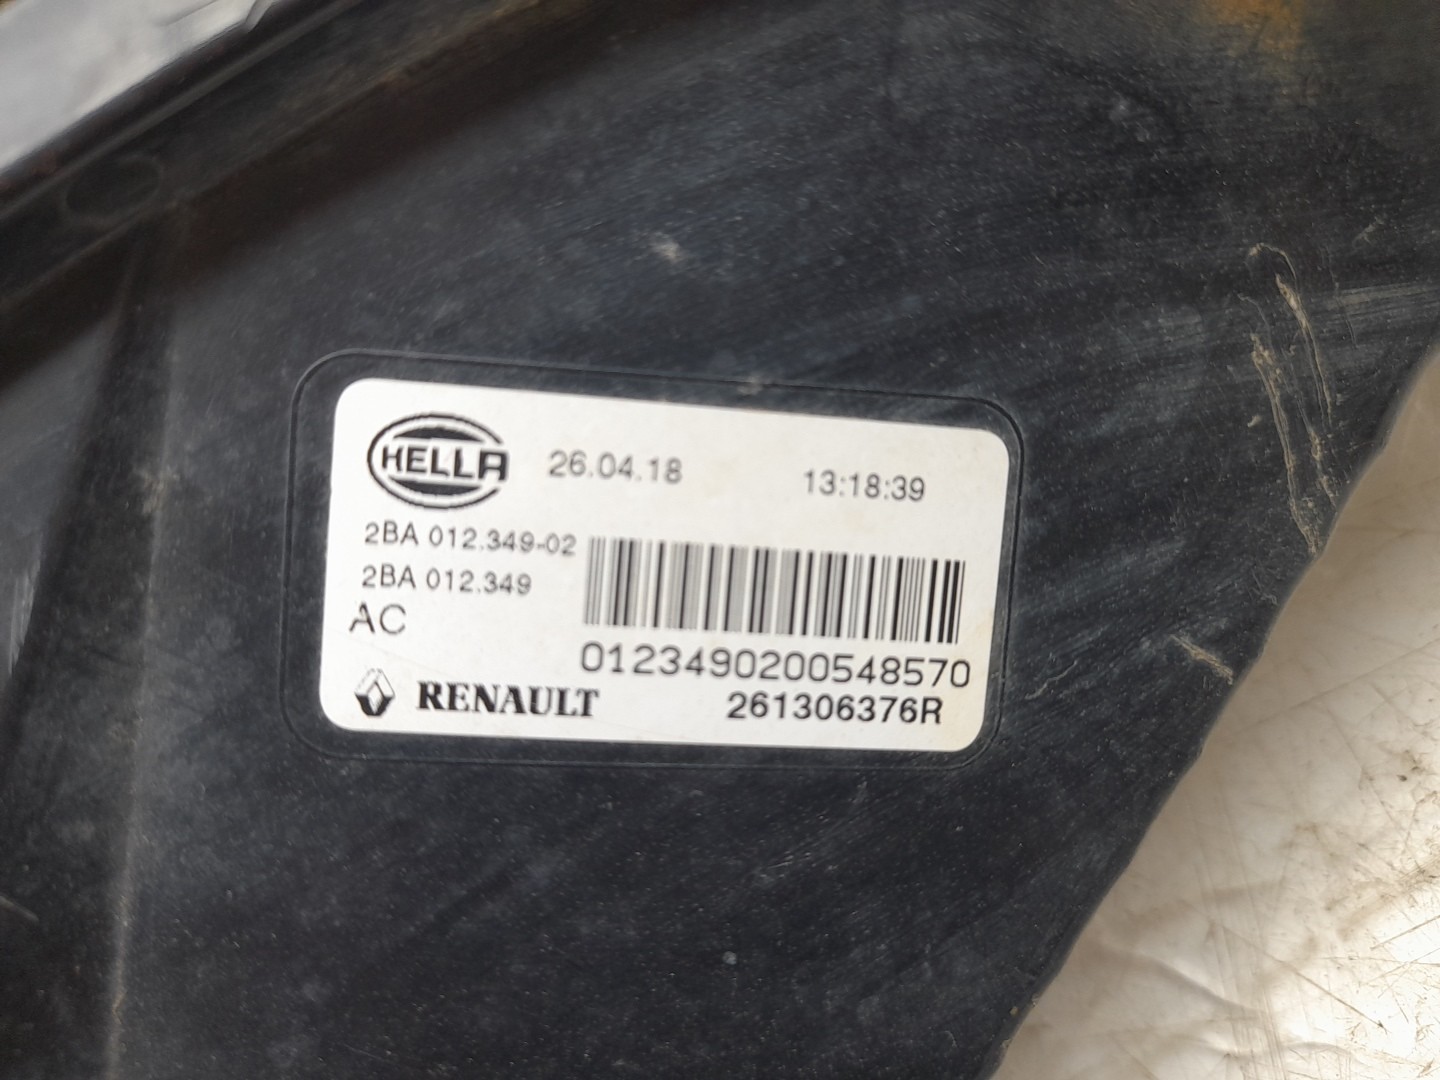 HELLA 26.04.18 13:18:39
2BA 012.349-02
2BA 012.349
AC
0123490200548570
RENAULT 261306376R